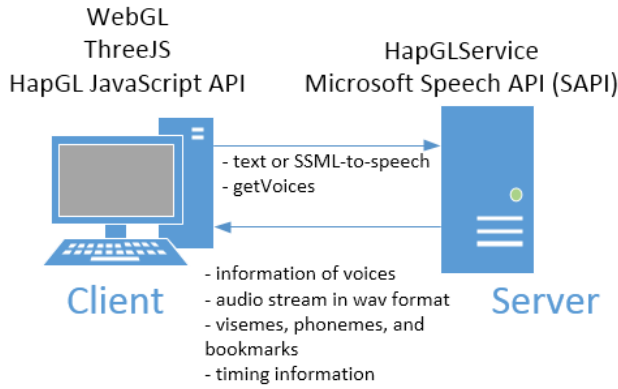 WebGL
ThreeJS
HapGL JavaScript API
HapGLService
Microsoft Speech API (SAPI)
- text or SSML-to-speech
- getVoices
- information of voices
- audio stream in wav format
- visemes, phonemes, and
bookmarks
- timing information
Client
Server